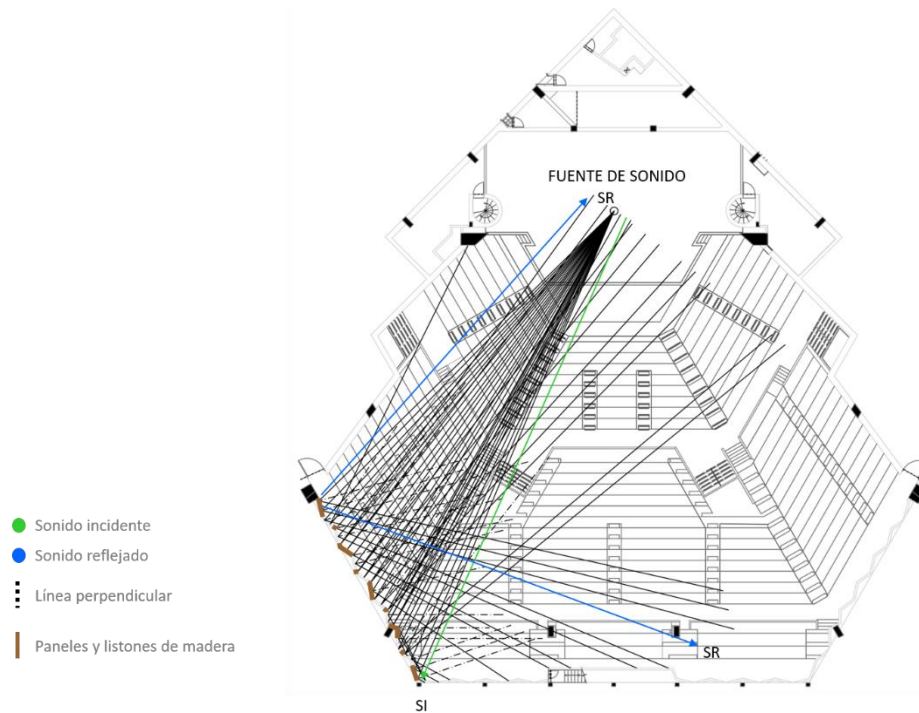 FUENTE DE SONIDO
SR
Sonido incidente
Sonido reflejado
Línea perpendicular
Paneles y listones de madera
SR
SI